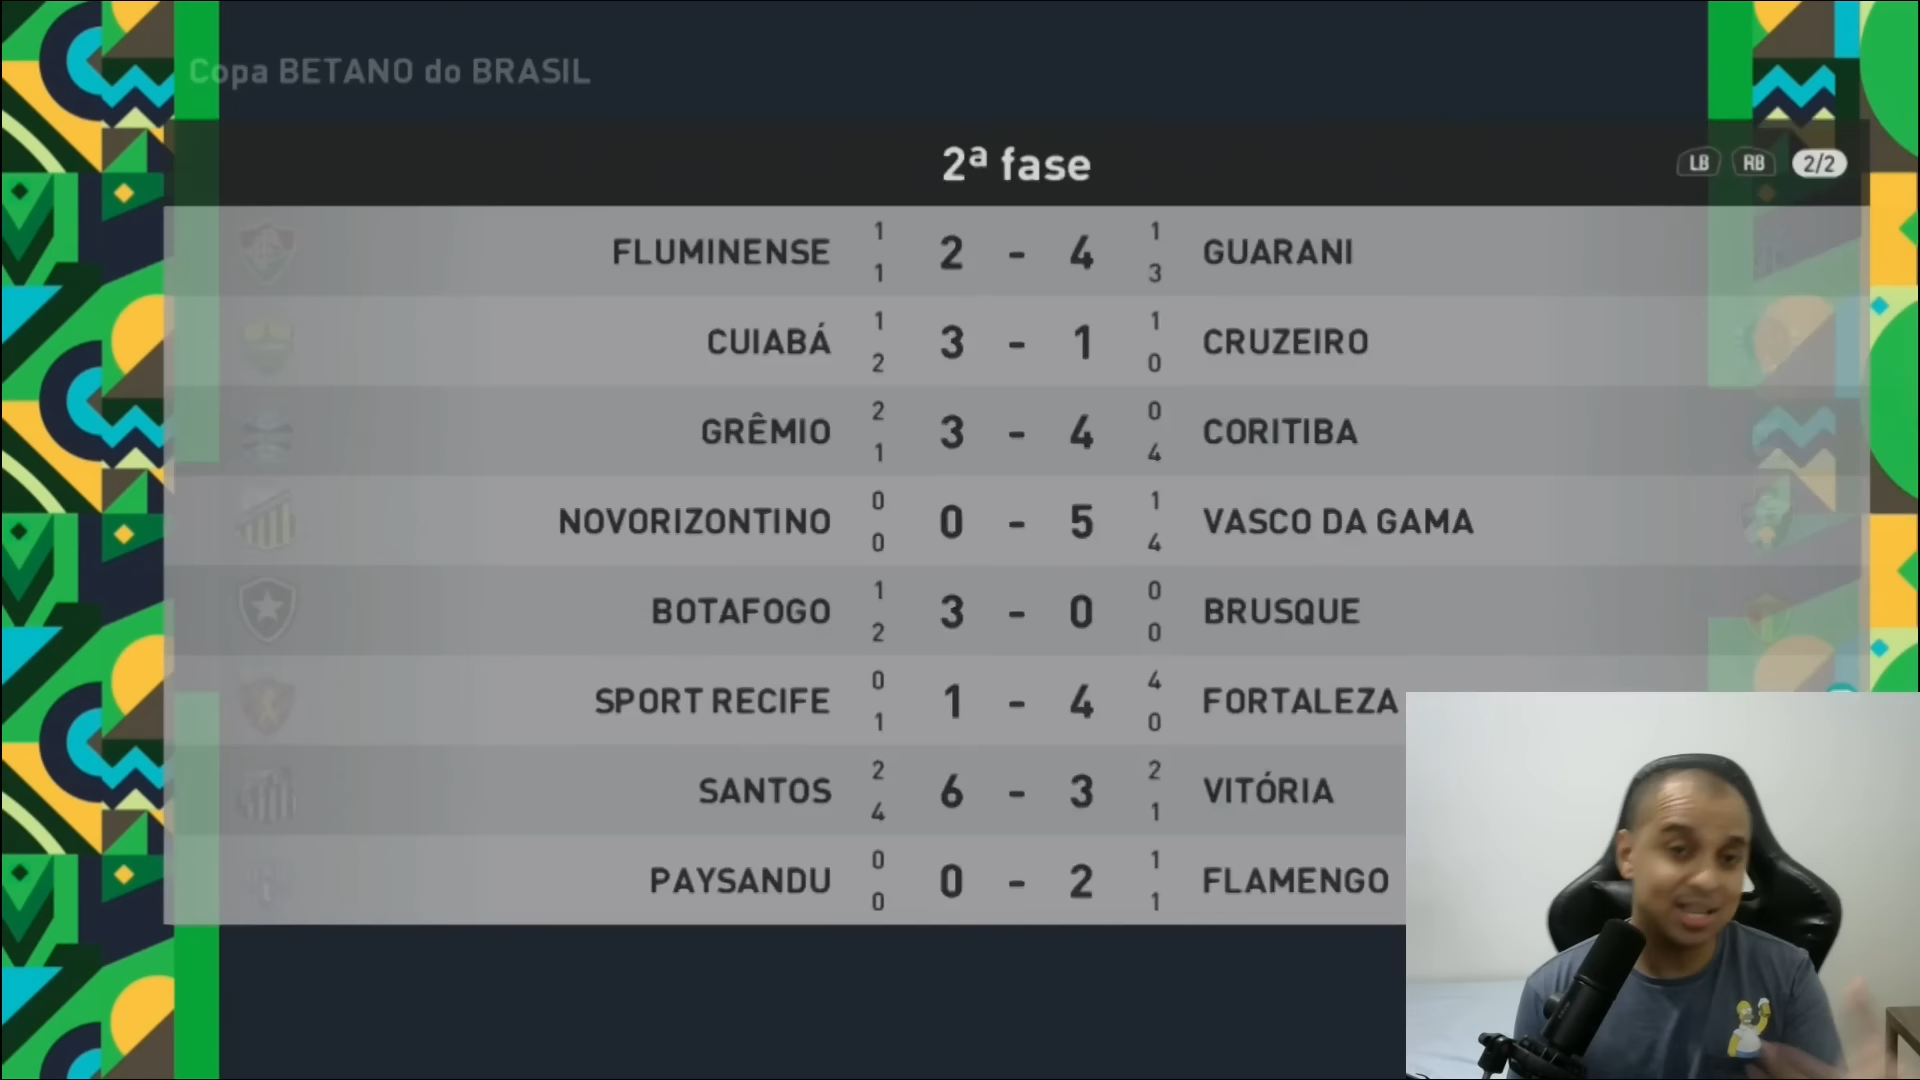 Copa BETANO do BRASIL
2ª fase
LB RB 2/2
FLUMINENSE 1 1 2 - 4 1 3 GUARANI
CUIABÁ 1 2 3 - 1 1 0 CRUZEIRO
GRÊMIO 2 1 3 - 4 0 4 CORITIBA
NOVORIZONTINO 0 0 0 - 5 1 4 VASCO DA GAMA
BOTAFOGO 1 2 3 - 0 0 0 BRUSQUE
SPORT RECIFE 0 1 1 - 4 4 0 FORTALEZA
SANTOS 2 4 6 - 3 2 1 VITÓRIA
PAYSANDU 0 0 0 - 2 1 1 FLAMENGO